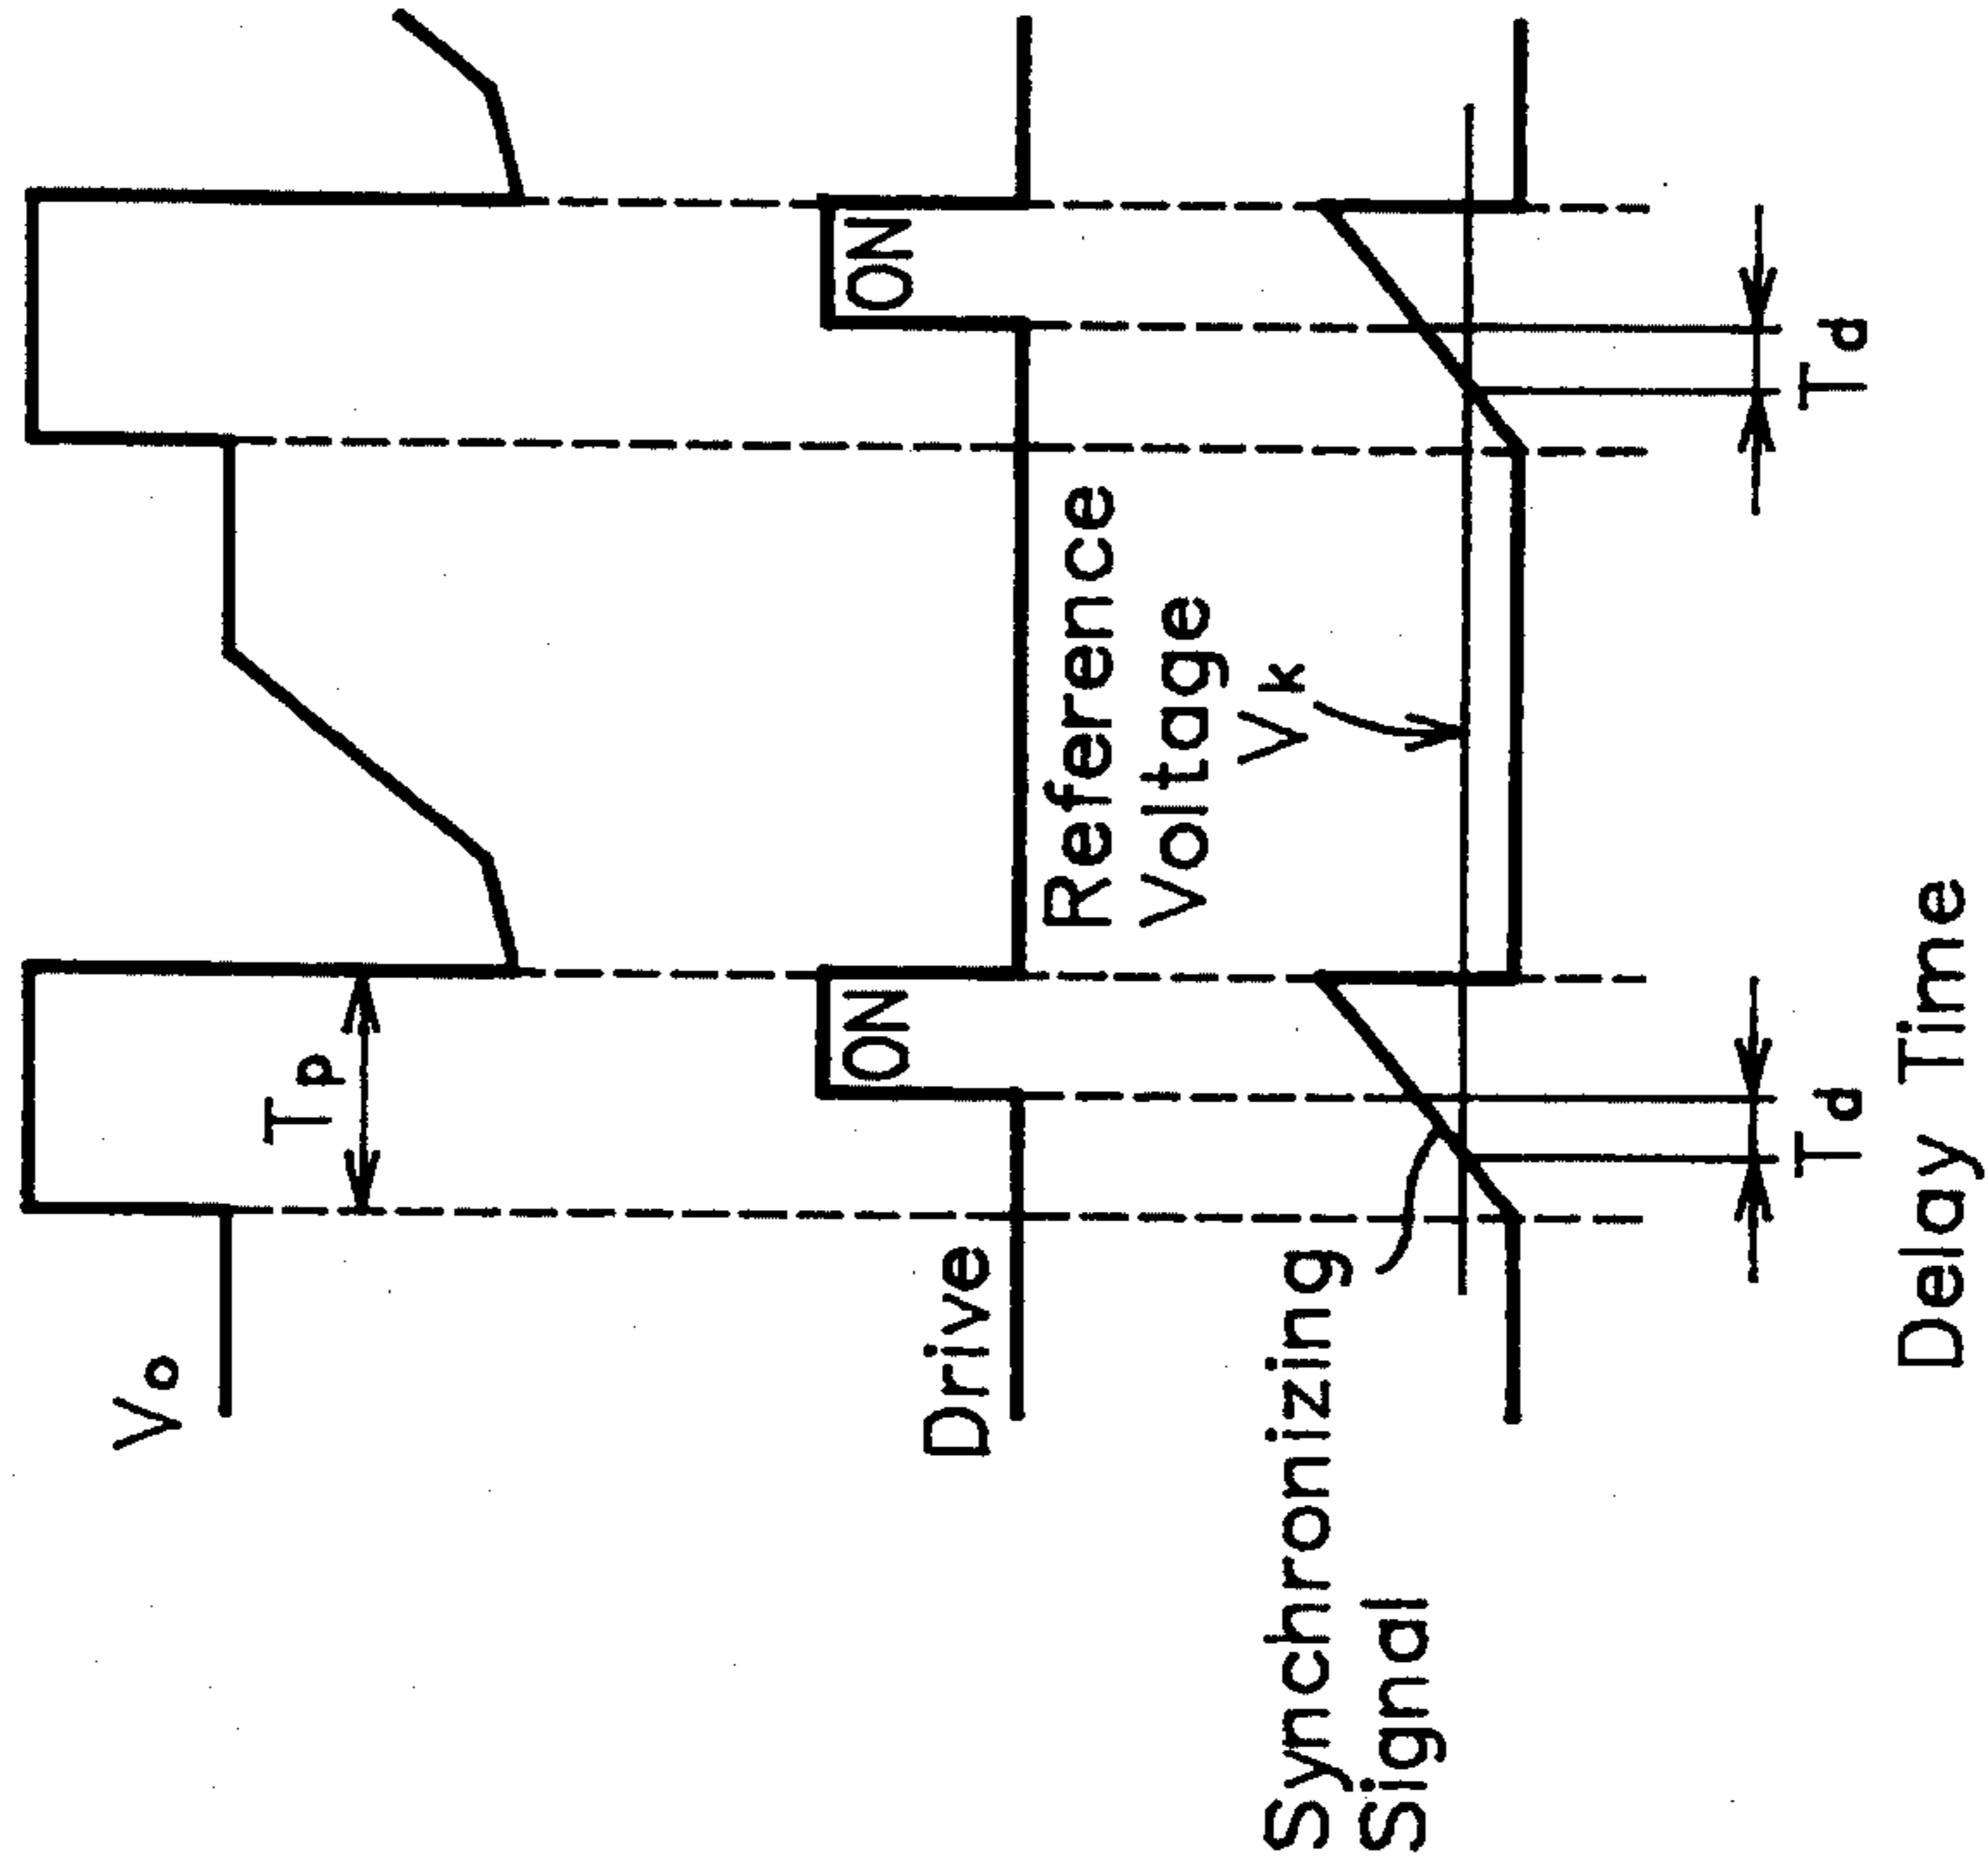 Vo
Tp
Drive
ON
ON
Reference
Voltage
Vk
Synchronizing
Signal
Td
Td
Delay Time